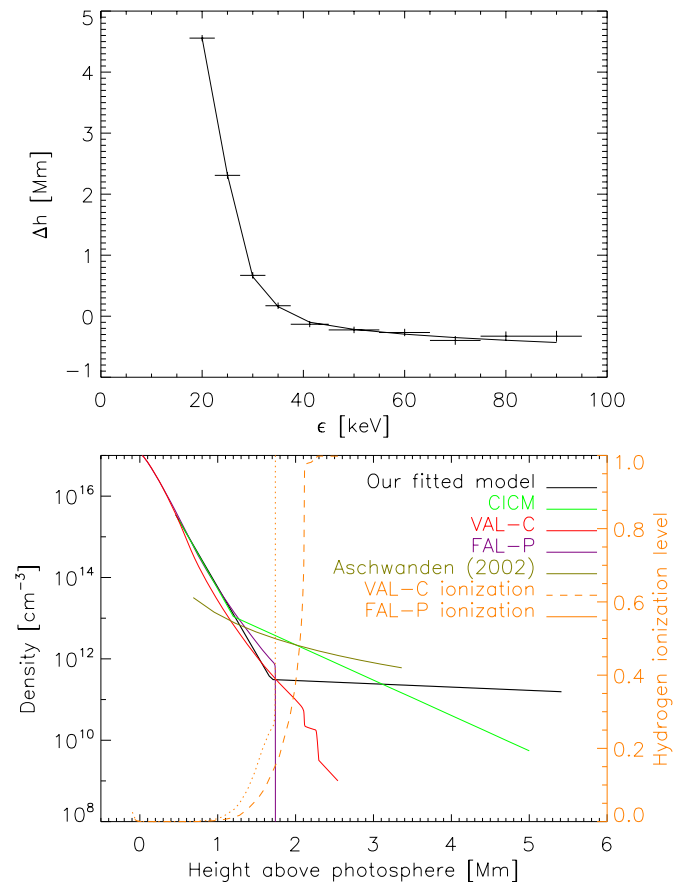 5
4
3
2
1
0
−1
Δh [Mm]
0 20 40 60 80 100
ϵ [keV]
10^16
10^14
10^12
10^10
10^8
Density [cm^−3]
Our fitted model
CICM
VAL−C
FAL−P
Aschwanden (2002)
VAL−C ionization
FAL−P ionization
1.0
0.8
0.6
0.4
0.2
0.0
Hydrogen ionization level
0 1 2 3 4 5 6
Height above photosphere [Mm]